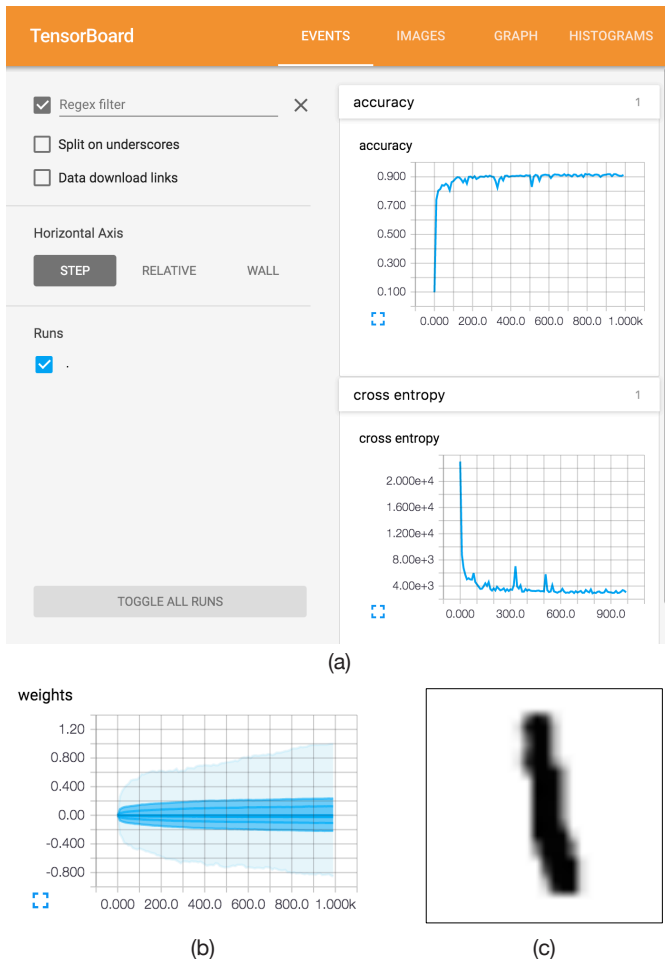 TensorBoard EVENTS IMAGES GRAPH HISTOGRAMS
Regex filter
Split on underscores
Data download links
Horizontal Axis
STEP RELATIVE WALL
Runs
.
TOGGLE ALL RUNS
accuracy 1
accuracy
0.900
0.700
0.500
0.300
0.100
0.000 200.0 400.0 600.0 800.0 1.000k
cross entropy 1
cross entropy
2.000e+4
1.600e+4
1.200e+4
8.00e+3
4.00e+3
0.000 300.0 600.0 900.0
(a)
weights
1.20
0.800
0.400
0.00
-0.400
-0.800
0.000 200.0 400.0 600.0 800.0 1.000k
(b)
(c)